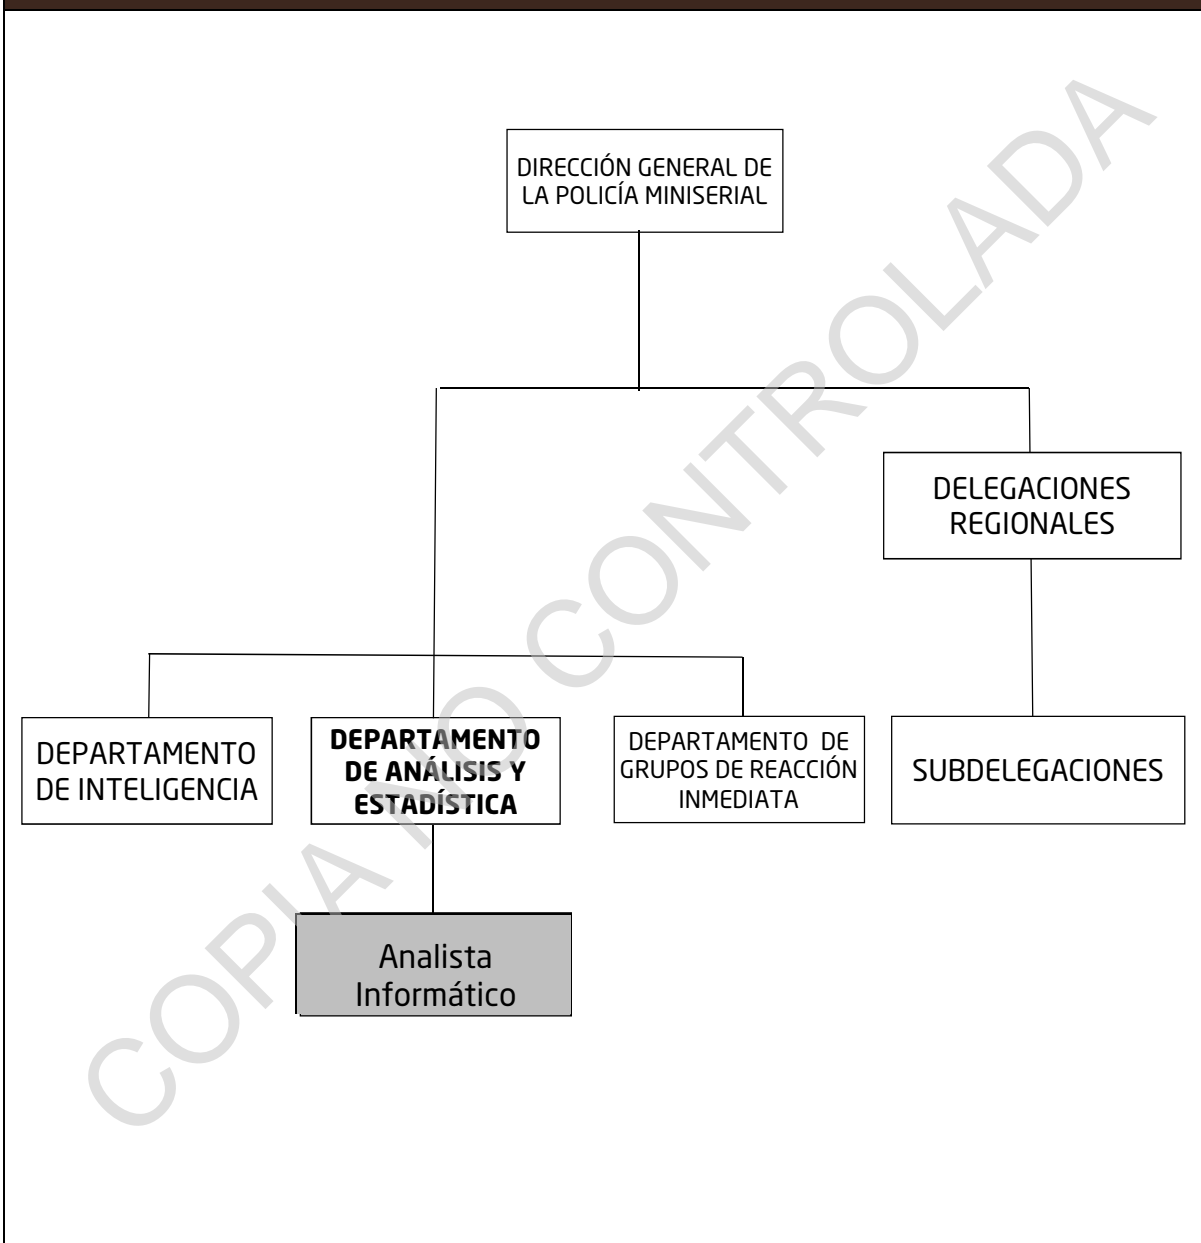 DIRECCIÓN GENERAL DE
LA POLICÍA MINISERIAL
DELEGACIONES
REGIONALES
DEPARTAMENTO
DE INTELIGENCIA
DEPARTAMENTO
DE ANÁLISIS Y
ESTADÍSTICA
DEPARTAMENTO DE
GRUPOS DE REACCIÓN
INMEDIATA
SUBDELEGACIONES
Analista
Informático
COPIA NO CONTROLADA